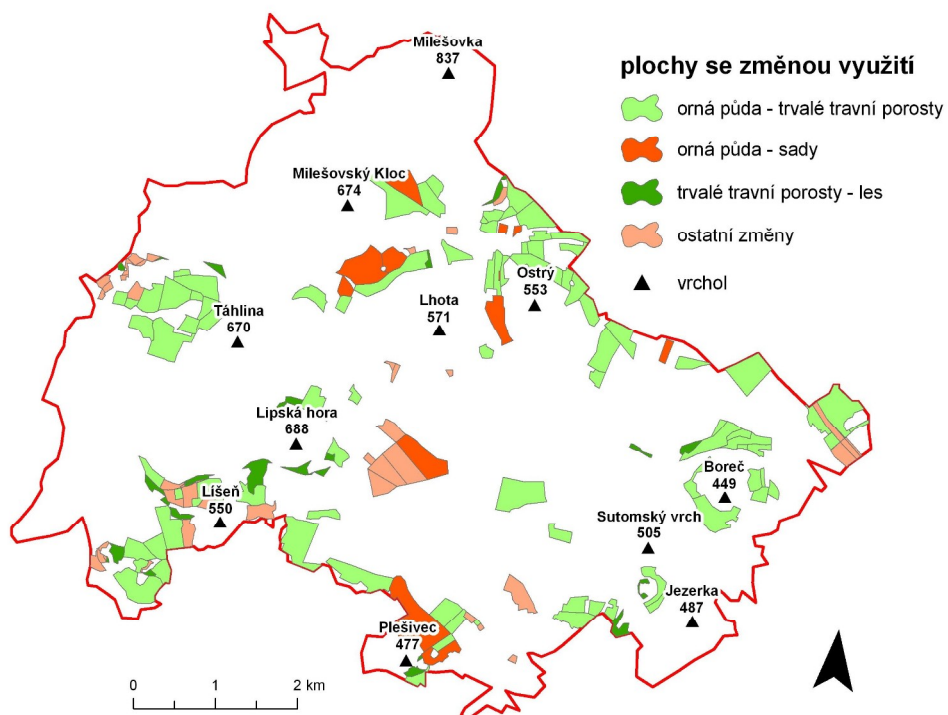 Milešovka
837
plochy se změnou využití
orná půda - trvalé travní porosty
orná půda - sady
trvalé travní porosty - les
ostatní změny
vrchol
Milešovský Kloc
674
Ostrý
553
Lhota
571
Táhlina
670
Lipská hora
688
Líšeň
550
Boreč
449
Sutomský vrch
505
Jezerka
487
Plešivec
477
0 1 2 km